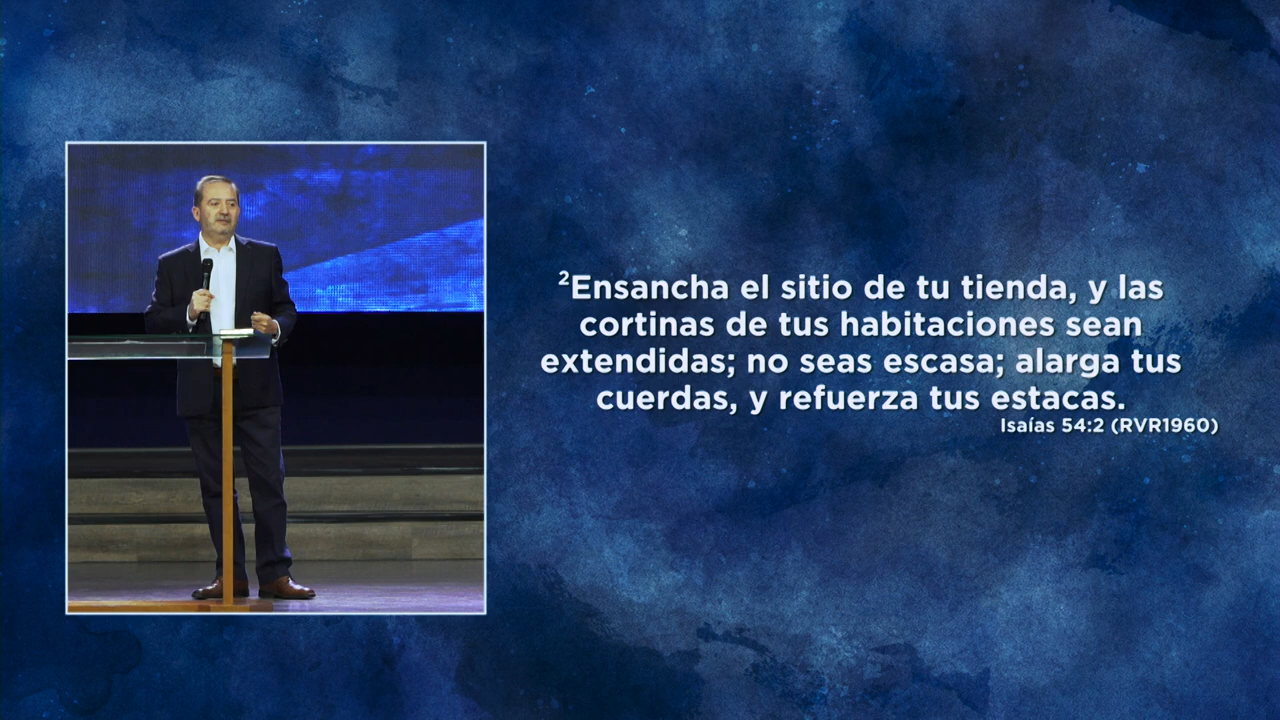 ²Ensancha el sitio de tu tienda, y las
cortinas de tus habitaciones sean
extendidas; no seas escasa; alarga tus
cuerdas, y refuerza tus estacas.
Isaías 54:2 (RVR1960)